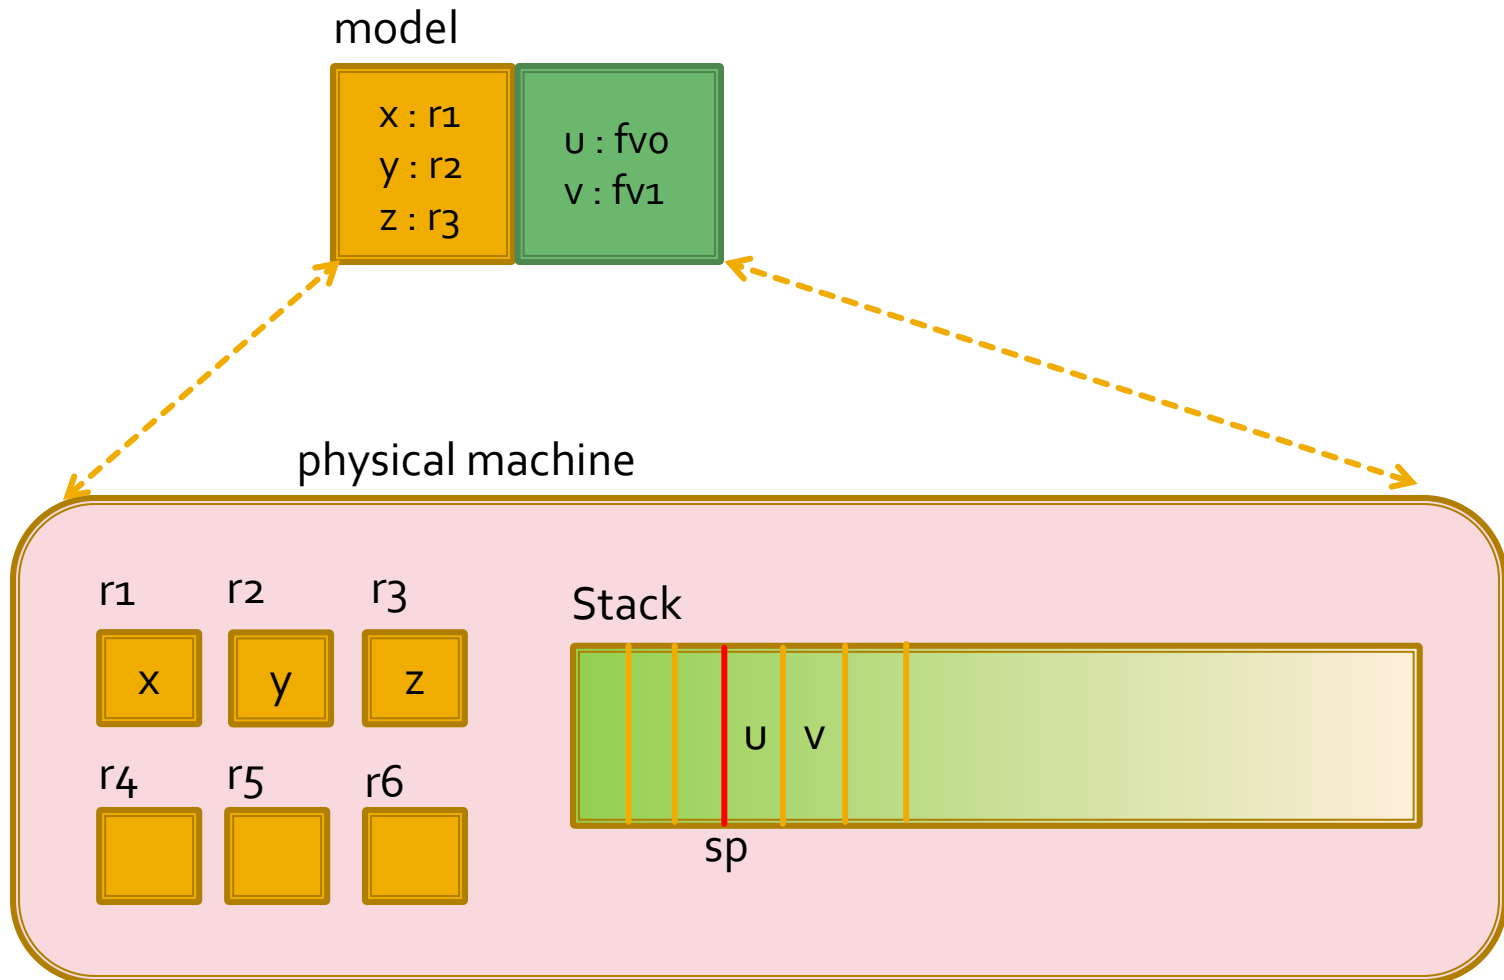 model
x : r1
y : r2
z : r3
u : fv0
v : fv1
physical machine
r1 r2 r3
x y z
r4 r5 r6
Stack
u v
sp